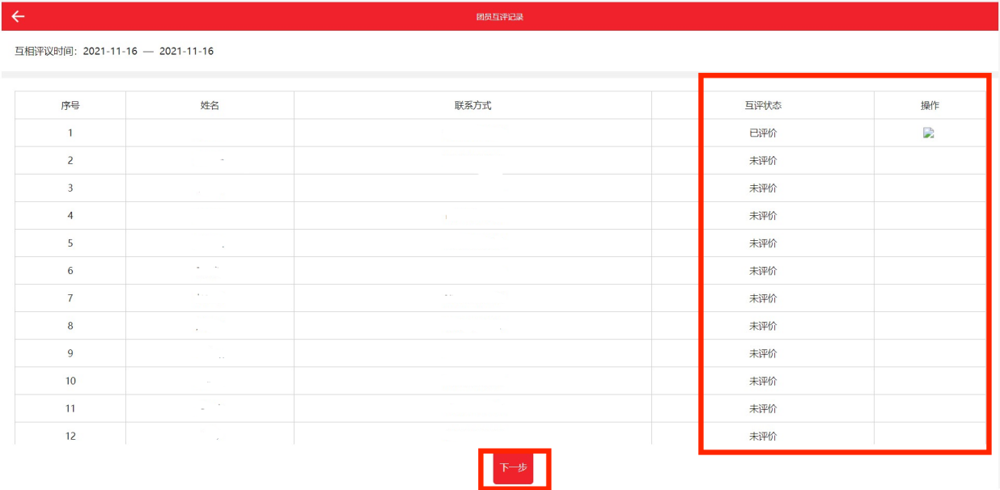 团员互评记录
互相评议时间：2021-11-16 — 2021-11-16
序号 姓名 联系方式 互评状态 操作
1 已评价
2 未评价
3 未评价
4 未评价
5 未评价
6 未评价
7 未评价
8 未评价
9 未评价
10 未评价
11 未评价
12 未评价
下一步